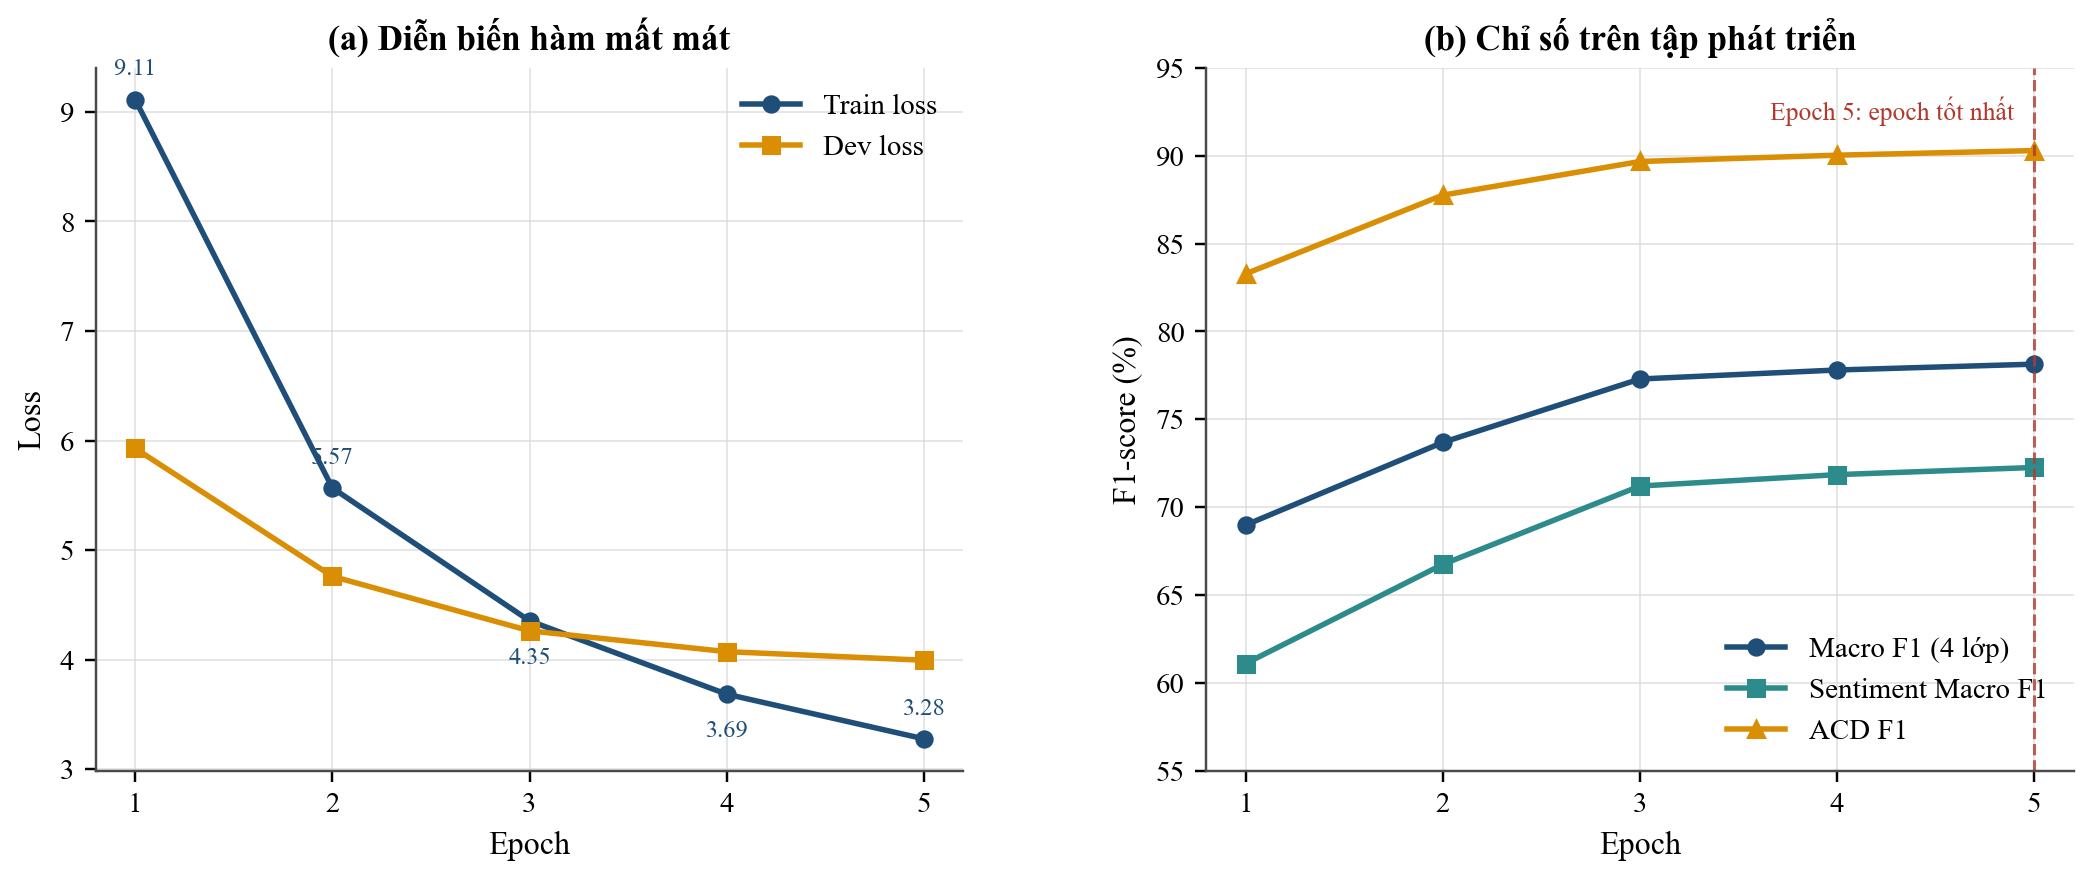 (a) Diễn biến hàm mất mát
9.11
9
8
7
6
5
4
3
Loss
Train loss
Dev loss
5.57
4.35
3.69
3.28
1 2 3 4 5
Epoch
(b) Chỉ số trên tập phát triển
95
90
85
80
75
70
65
60
55
F1-score (%)
Epoch 5: epoch tốt nhất
Macro F1 (4 lớp)
Sentiment Macro F1
ACD F1
1 2 3 4 5
Epoch